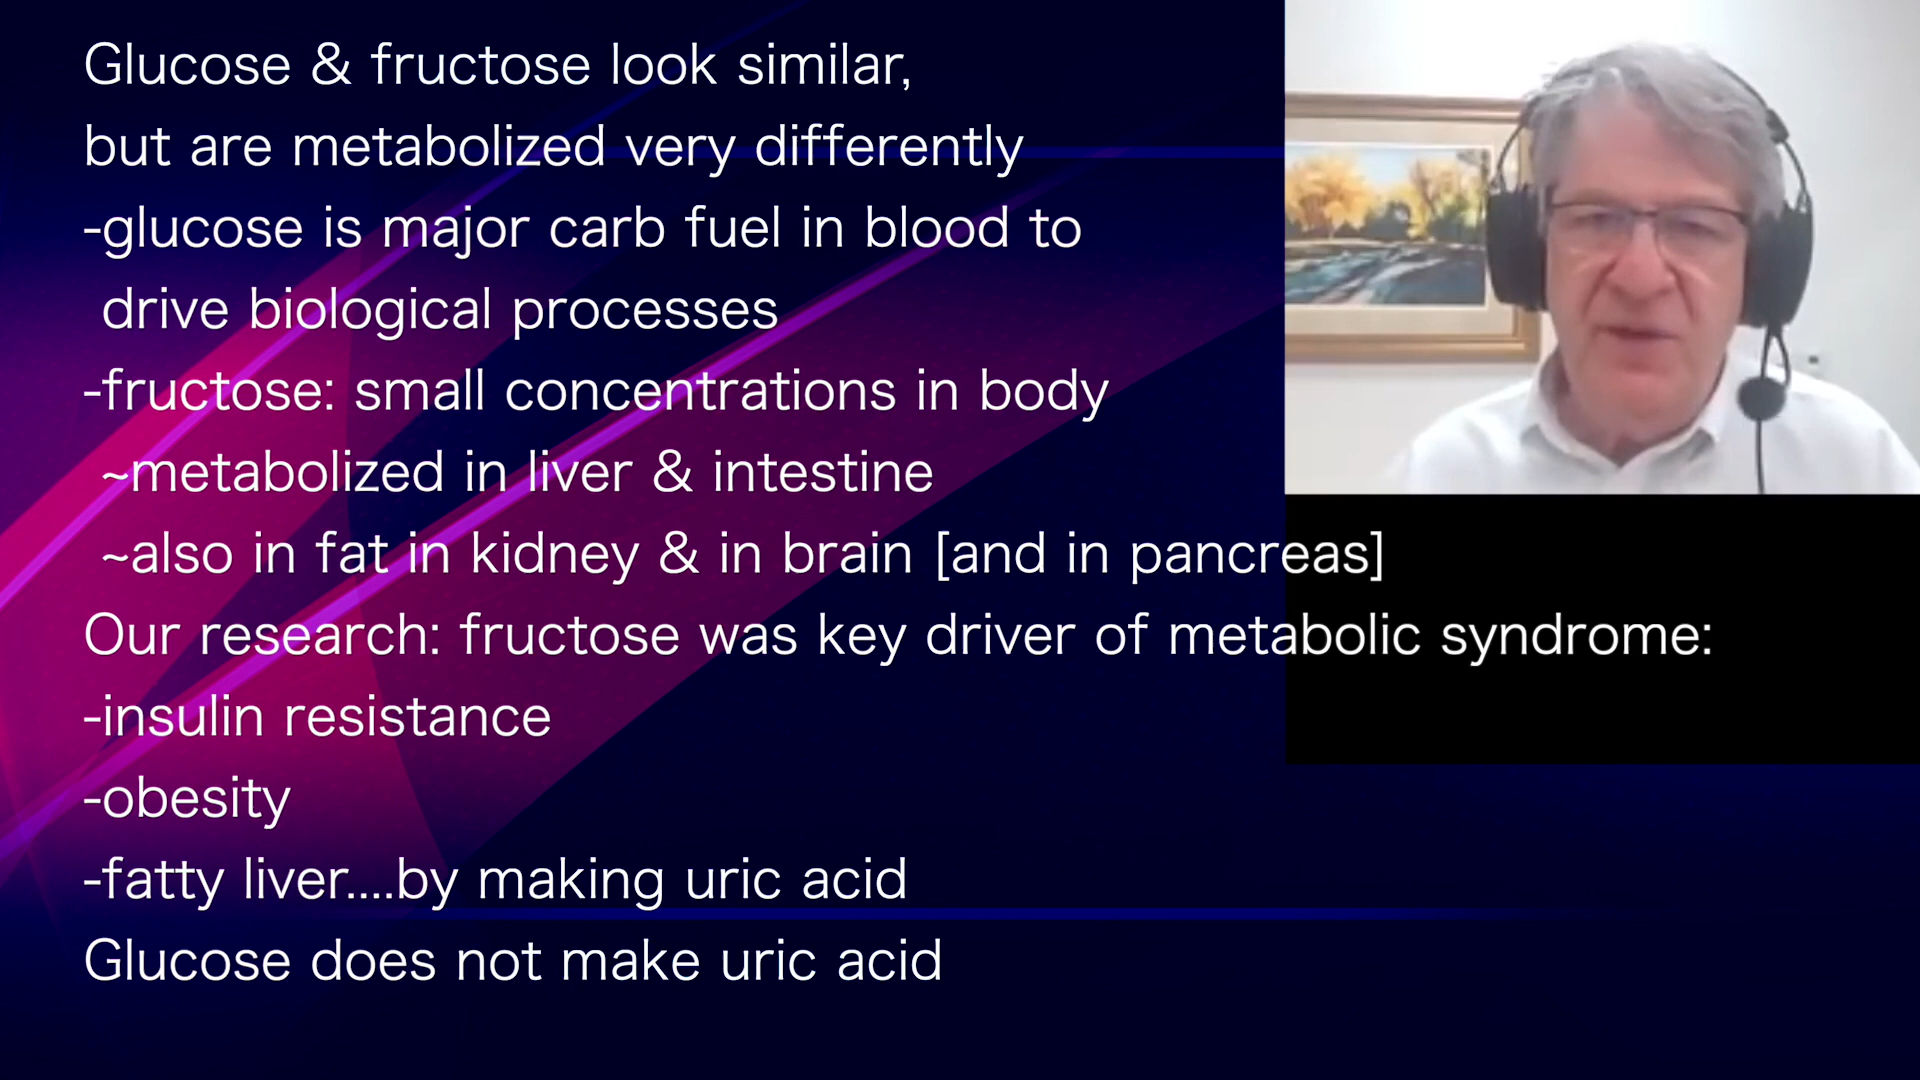 Glucose & fructose look similar,
but are metabolized very differently
-glucose is major carb fuel in blood to
drive biological processes
-fructose: small concentrations in body
~metabolized in liver & intestine
~also in fat in kidney & in brain [and in pancreas]
Our research: fructose was key driver of metabolic syndrome:
-insulin resistance
-obesity
-fatty liver....by making uric acid
Glucose does not make uric acid